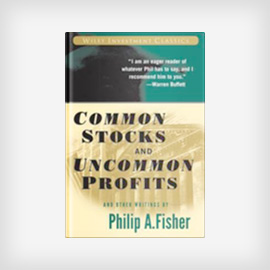 WILEY INVESTMENT CLASSICS
"I am an eager reader of
whatever Phil has to say, and I
recommend him to you."
—Warren Buffett
COMMON
STOCKS
AND
UNCOMMON
PROFITS
AND OTHER WRITINGS BY
Philip A. Fisher